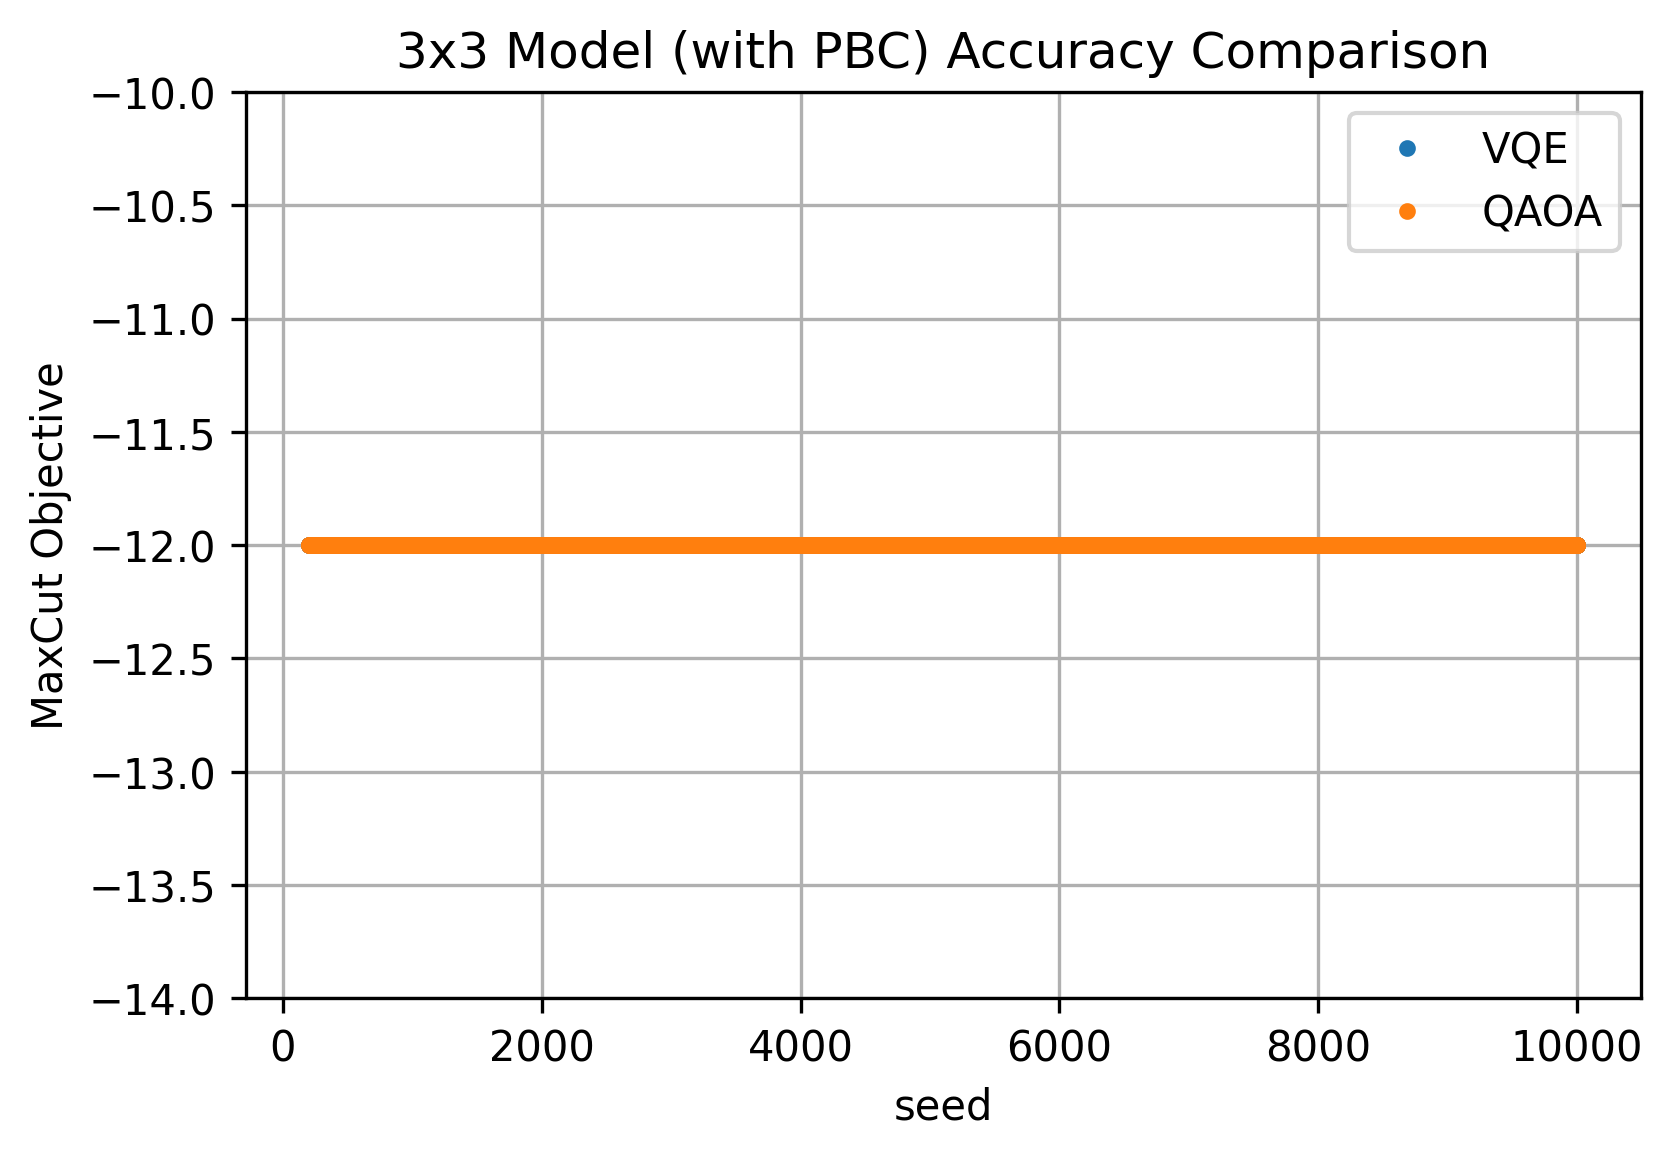 3x3 Model (with PBC) Accuracy Comparison
−10.0
−10.5
−11.0
−11.5
−12.0
−12.5
−13.0
−13.5
−14.0
MaxCut Objective
VQE
QAOA
0 2000 4000 6000 8000 10000
seed